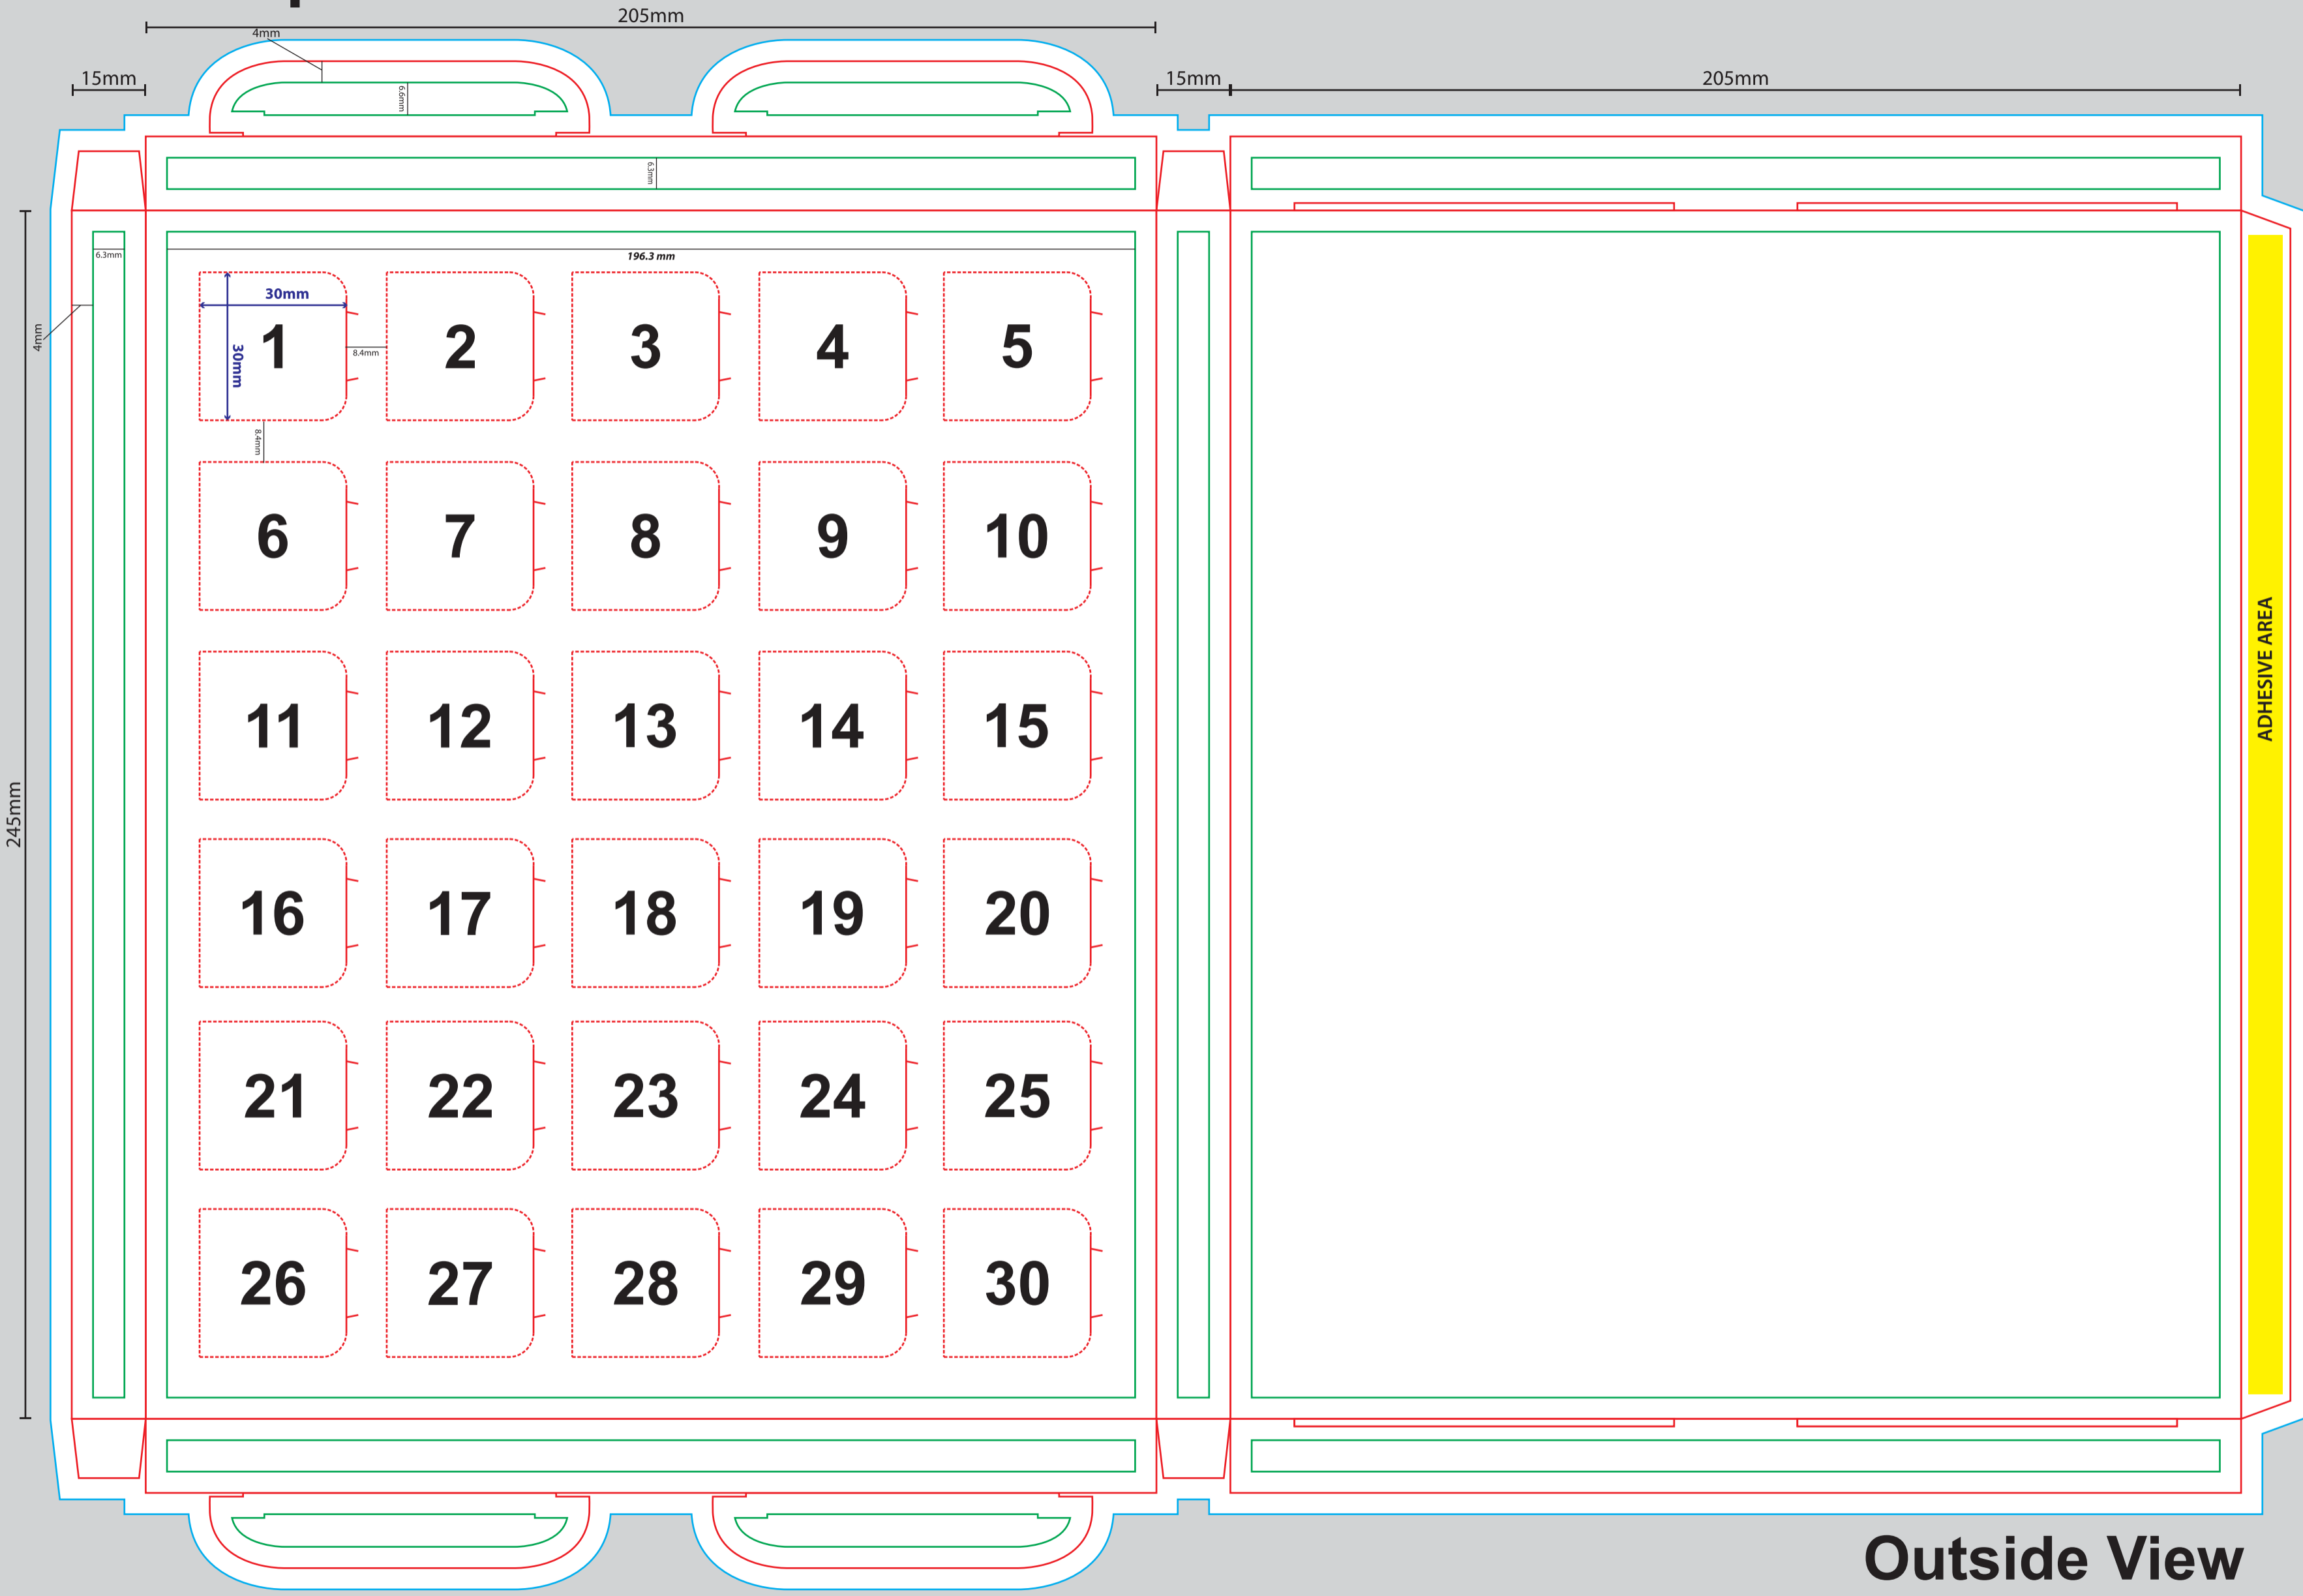 205mm
4mm
15mm
15mm
205mm
6.6mm
6.3mm
6.3mm
196.3 mm
30mm
30mm
4mm
8.4mm
8.4mm
1 2 3 4 5
6 7 8 9 10
11 12 13 14 15
16 17 18 19 20
21 22 23 24 25
26 27 28 29 30
245mm
ADHESIVE AREA
Outside View